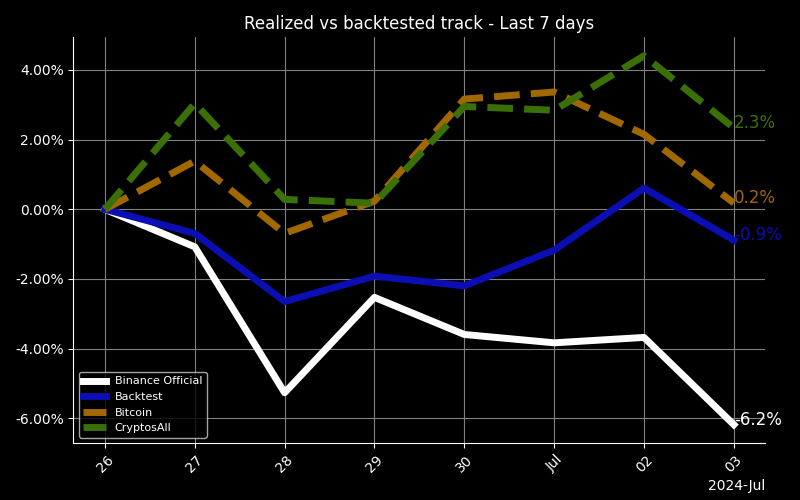 Realized vs backtested track - Last 7 days
4.00%
2.00%
0.00%
-2.00%
-4.00%
-6.00%
2.3%
0.2%
-0.9%
-6.2%
Binance Official
Backtest
Bitcoin
CryptosAll
26
27
28
29
30
Jul
02
03
2024-Jul